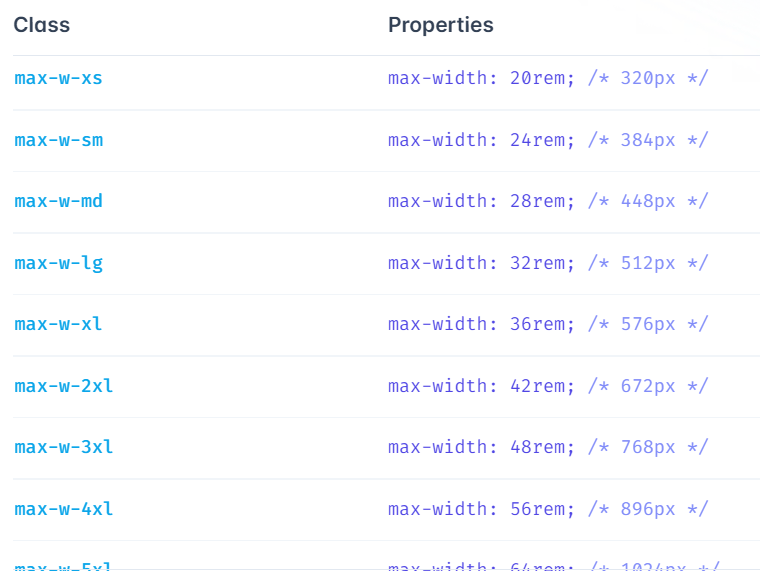 Class Properties
max-w-xs max-width: 20rem; /* 320px */
max-w-sm max-width: 24rem; /* 384px */
max-w-md max-width: 28rem; /* 448px */
max-w-lg max-width: 32rem; /* 512px */
max-w-xl max-width: 36rem; /* 576px */
max-w-2xl max-width: 42rem; /* 672px */
max-w-3xl max-width: 48rem; /* 768px */
max-w-4xl max-width: 56rem; /* 896px */
max-w-5xl max-width: 64rem; /* 1024px */